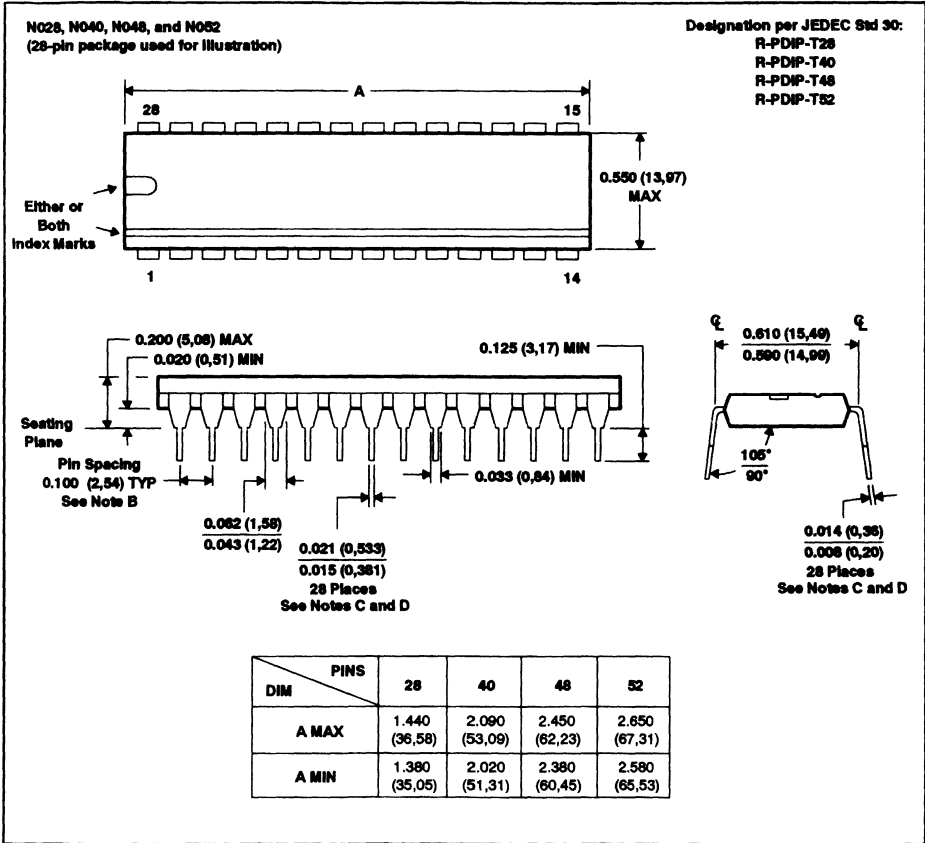 N028, N040, N048, and N052
(28-pin package used for illustration)
Designation per JEDEC Std 30:
R-PDIP-T28
R-PDIP-T40
R-PDIP-T48
R-PDIP-T52
A
28
15
0.550 (13,97)
MAX
Either or
Both
Index Marks
1
14
0.200 (5,08) MAX
0.020 (0,51) MIN
0.125 (3,17) MIN
℄
℄
0.610 (15,49)
0.590 (14,99)
Seating
Plane
Pin Spacing
0.100 (2,54) TYP
See Note B
0.033 (0,84) MIN
105°
90°
0.062 (1,58)
0.043 (1,22)
0.021 (0,533)
0.015 (0,381)
28 Places
See Notes C and D
0.014 (0,36)
0.008 (0,20)
28 Places
See Notes C and D
PINS
DIM
28
40
48
52
A MAX
1.440
(36,58)
2.090
(53,09)
2.450
(62,23)
2.650
(67,31)
A MIN
1.380
(35,05)
2.020
(51,31)
2.380
(60,45)
2.580
(65,53)